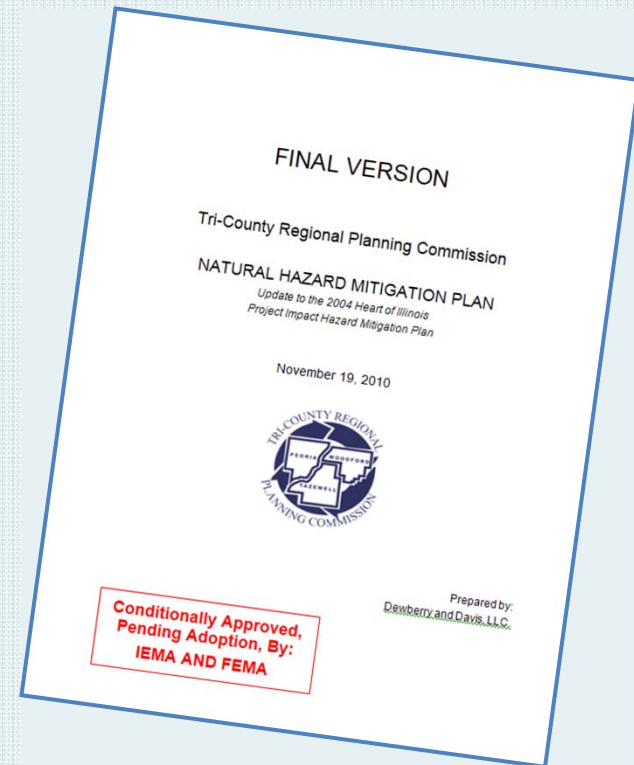 FINAL VERSION
Tri-County Regional Planning Commission
NATURAL HAZARD MITIGATION PLAN
Update to the 2004 Heart of Illinois
Project Impact Hazard Mitigation Plan
November 19, 2010
TRI-COUNTY REGIONAL
PEORIA
WOODFORD
TAZEWELL
PLANNING COMMISSION
Conditionally Approved,
Pending Adoption, By:
IEMA AND FEMA
Prepared by:
Dewberry and Davis, LLC.